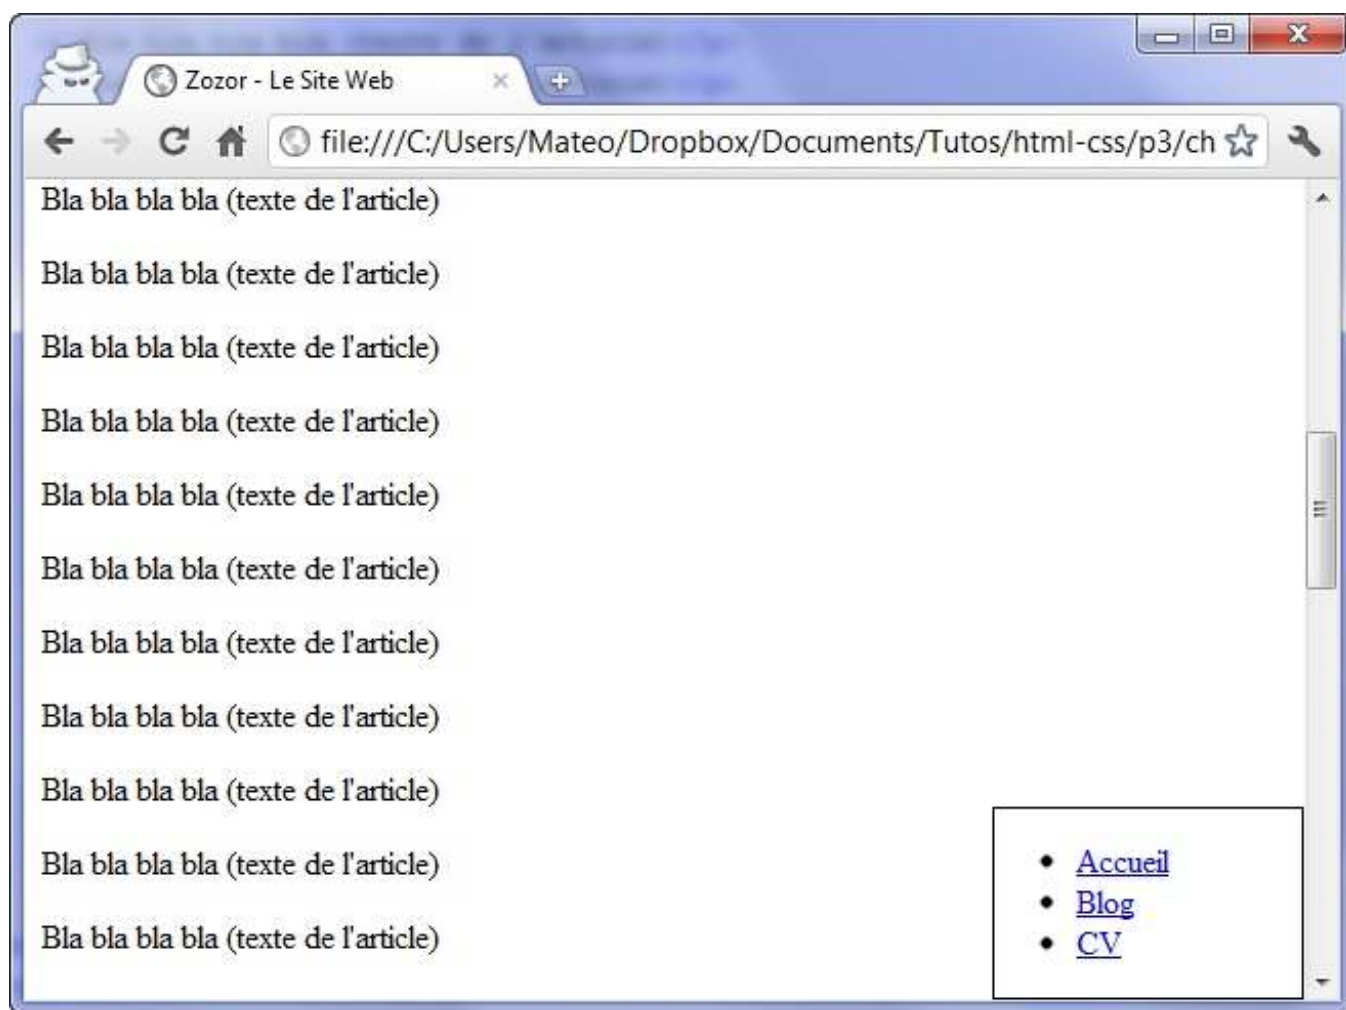 Zozor - Le Site Web
file:///C:/Users/Mateo/Dropbox/Documents/Tutos/html-css/p3/ch
Bla bla bla bla (texte de l'article)
Bla bla bla bla (texte de l'article)
Bla bla bla bla (texte de l'article)
Bla bla bla bla (texte de l'article)
Bla bla bla bla (texte de l'article)
Bla bla bla bla (texte de l'article)
Bla bla bla bla (texte de l'article)
Bla bla bla bla (texte de l'article)
Bla bla bla bla (texte de l'article)
Bla bla bla bla (texte de l'article)
Bla bla bla bla (texte de l'article)
Accueil
Blog
CV